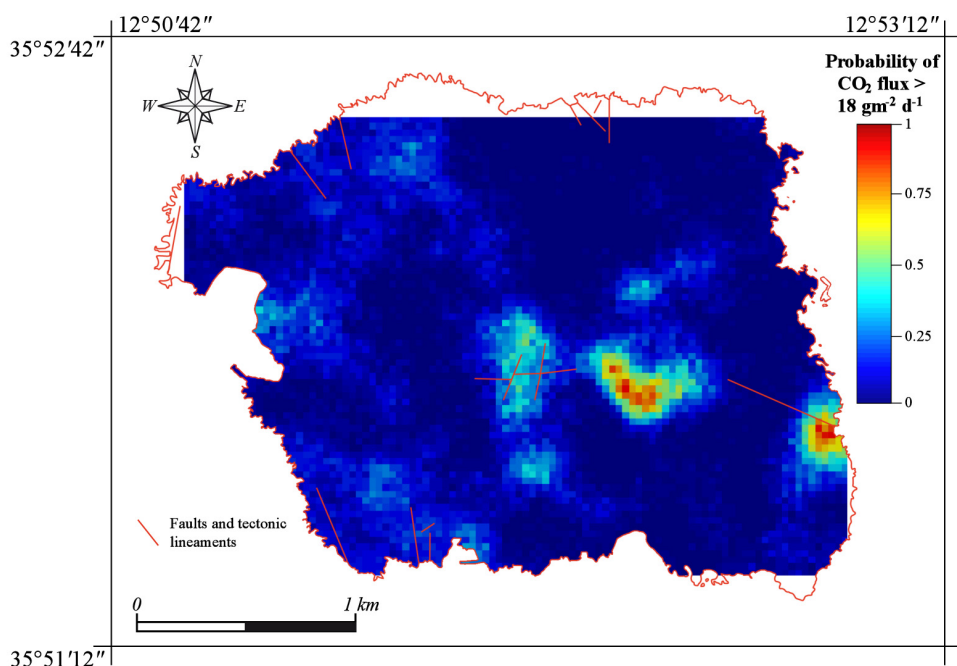 12°50′42″
12°53′12″
35°52′42″
N
W
E
S
Probability of
CO₂ flux >
18 gm⁻² d⁻¹
1
0.75
0.5
0.25
0
Faults and tectonic
lineaments
0
1 km
35°51′12″